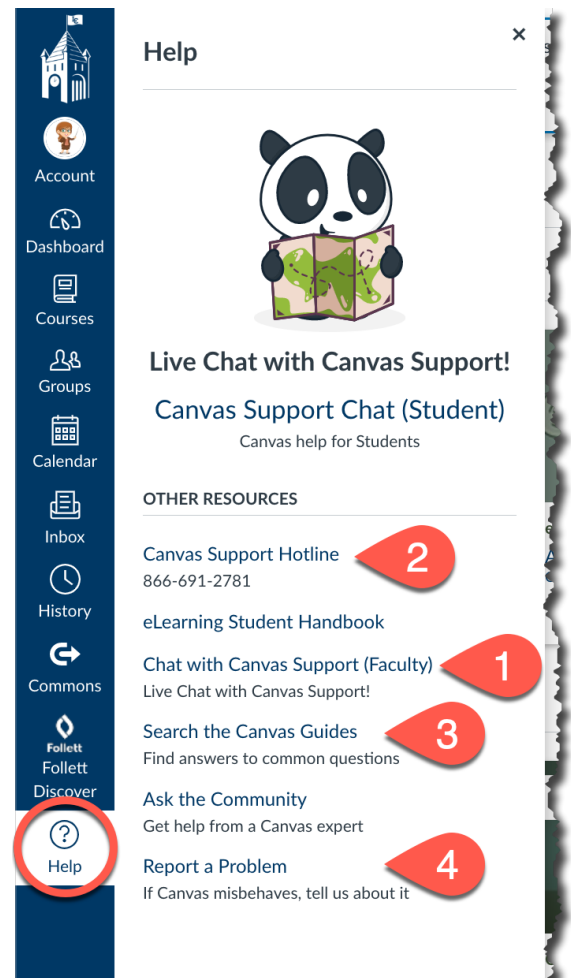 Help
×
Account
Dashboard
Courses
Groups
Calendar
Inbox
History
Commons
Follett
Follett
Discover
Help
Live Chat with Canvas Support!
Canvas Support Chat (Student)
Canvas help for Students
OTHER RESOURCES
Canvas Support Hotline
2
866-691-2781
eLearning Student Handbook
Chat with Canvas Support (Faculty)
1
Live Chat with Canvas Support!
Search the Canvas Guides
3
Find answers to common questions
Ask the Community
Get help from a Canvas expert
Report a Problem
4
If Canvas misbehaves, tell us about it